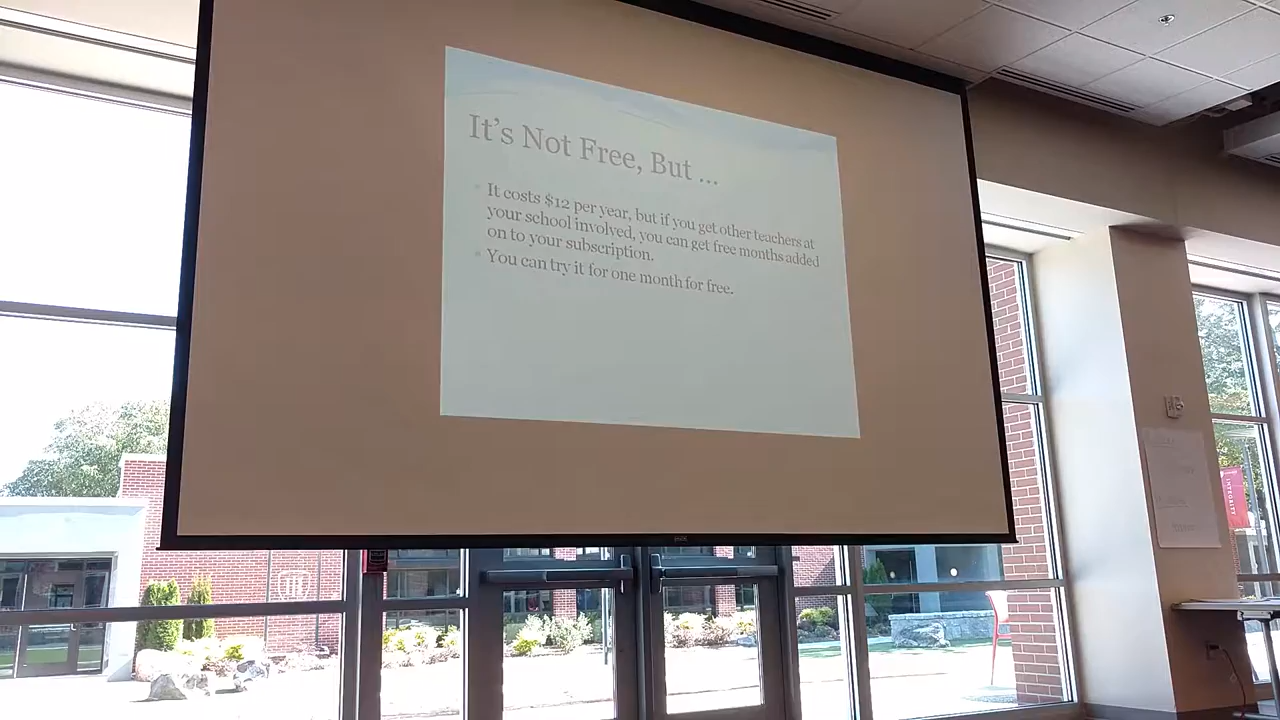 It's Not Free, But ...
It costs $12 per year, but if you get other teachers at
your school involved, you can get free months added
on to your subscription.
You can try it for one month for free.
INTEGRITY